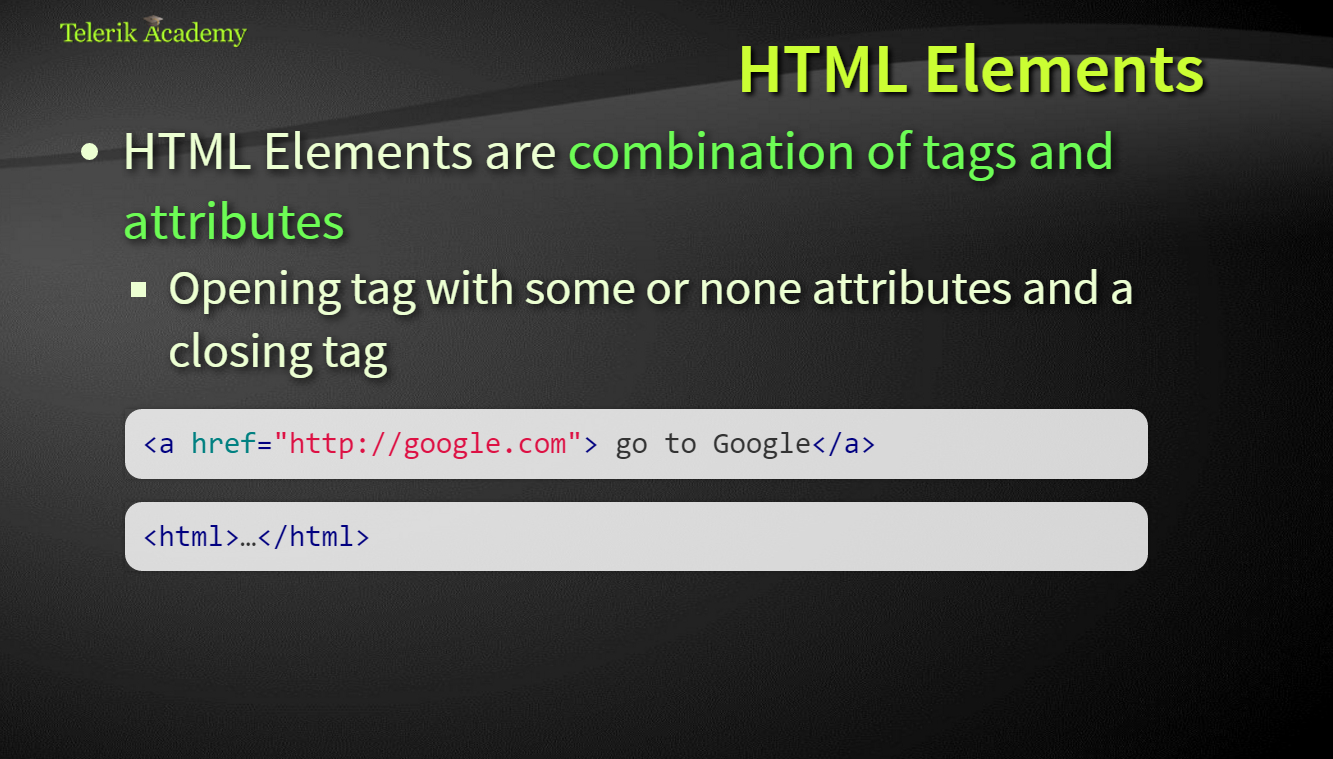 Telerik Academy
HTML Elements
HTML Elements are combination of tags and
attributes
Opening tag with some or none attributes and a
closing tag
<a href="http://google.com"> go to Google</a>
<html>…</html>